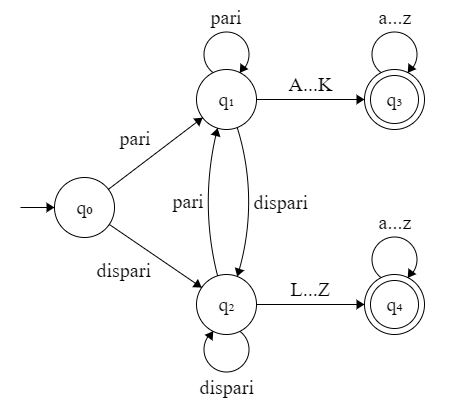 pari
a...z
q₁
A...K
q₃
pari
q₀
pari
dispari
a...z
dispari
q₂
L...Z
q₄
dispari